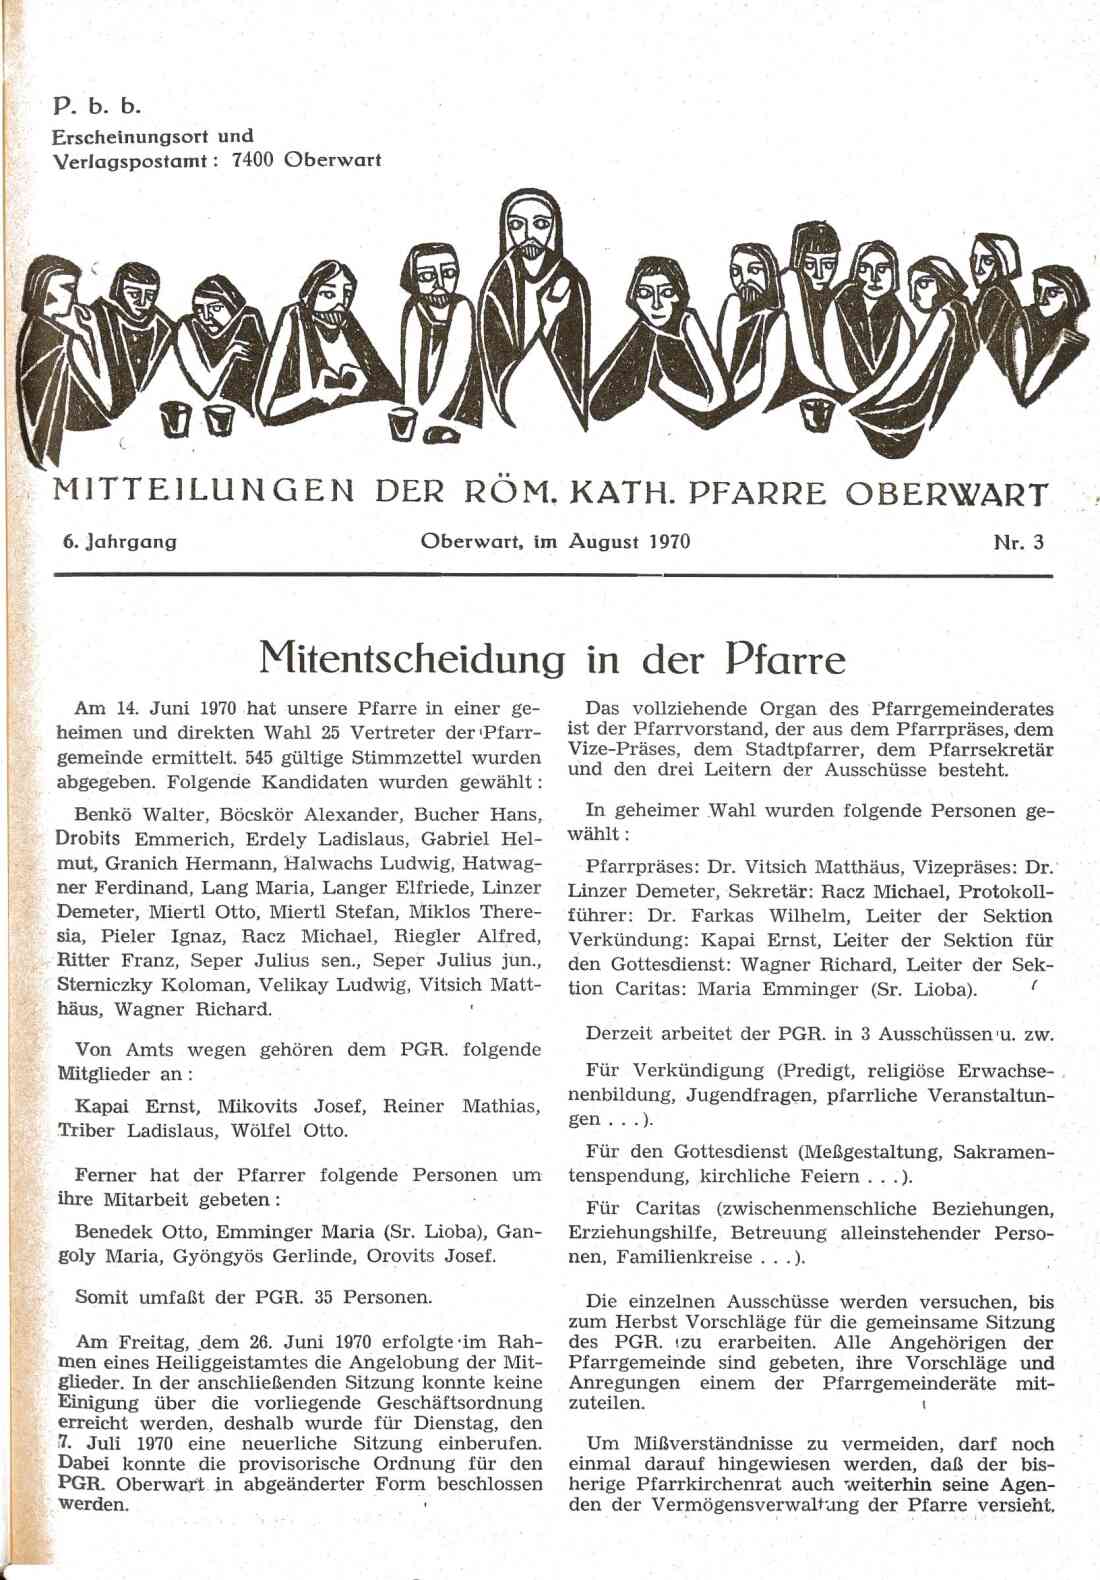 P. b. b.
Erscheinungsort und
Verlagspostamt: 7400 Oberwart
MITTEILUNGEN DER RÖM. KATH. PFARRE OBERWART
6. Jahrgang Oberwart, im August 1970 Nr. 3
Mitentscheidung in der Pfarre
Am 14. Juni 1970 hat unsere Pfarre in einer ge-
heimen und direkten Wahl 25 Vertreter der Pfarr-
gemeinde ermittelt. 545 gültige Stimmzettel wurden
abgegeben. Folgende Kandidaten wurden gewählt:
Benkö Walter, Böcskör Alexander, Bucher Hans,
Drobits Emmerich, Erdely Ladislaus, Gabriel Hel-
mut, Granich Hermann, Halwachs Ludwig, Hatwag-
ner Ferdinand, Lang Maria, Langer Elfriede, Linzer
Demeter, Miertl Otto, Miertl Stefan, Miklos There-
sia, Pieler Ignaz, Racz Michael, Riegler Alfred,
Ritter Franz, Seper Julius sen., Seper Julius jun.,
Sterniczky Koloman, Velikay Ludwig, Vitsich Matt-
häus, Wagner Richard.
Von Amts wegen gehören dem PGR. folgende
Mitglieder an:
Kapai Ernst, Mikovits Josef, Reiner Mathias,
Triber Ladislaus, Wölfel Otto.
Ferner hat der Pfarrer folgende Personen um
ihre Mitarbeit gebeten:
Benedek Otto, Emminger Maria (Sr. Lioba), Gan-
goly Maria, Gyöngyös Gerlinde, Orovits Josef.
Somit umfaßt der PGR. 35 Personen.
Am Freitag, dem 26. Juni 1970 erfolgte im Rah-
men eines Heiliggeistamtes die Angelobung der Mit-
glieder. In der anschließenden Sitzung konnte keine
Einigung über die vorliegende Geschäftsordnung
erreicht werden, deshalb wurde für Dienstag, den
7. Juli 1970 eine neuerliche Sitzung einberufen.
Dabei konnte die provisorische Ordnung für den
PGR. Oberwart in abgeänderter Form beschlossen
werden.
Das vollziehende Organ des Pfarrgemeinderates
ist der Pfarrvorstand, der aus dem Pfarrpräses, dem
Vize-Präses, dem Stadtpfarrer, dem Pfarrsekretär
und den drei Leitern der Ausschüsse besteht.
In geheimer Wahl wurden folgende Personen ge-
wählt:
Pfarrpräses: Dr. Vitsich Matthäus, Vizepräses: Dr.
Linzer Demeter, Sekretär: Racz Michael, Protokoll-
führer: Dr. Farkas Wilhelm, Leiter der Sektion
Verkündung: Kapai Ernst, Leiter der Sektion für
den Gottesdienst: Wagner Richard, Leiter der Sek-
tion Caritas: Maria Emminger (Sr. Lioba).
Derzeit arbeitet der PGR. in 3 Ausschüssen u. zw.
Für Verkündigung (Predigt, religiöse Erwachse-
nenbildung, Jugendfragen, pfarrliche Veranstaltun-
gen . . .).
Für den Gottesdienst (Meßgestaltung, Sakramen-
tenspendung, kirchliche Feiern . . .).
Für Caritas (zwischenmenschliche Beziehungen,
Erziehungshilfe, Betreuung alleinstehender Perso-
nen, Familienkreise . . .).
Die einzelnen Ausschüsse werden versuchen, bis
zum Herbst Vorschläge für die gemeinsame Sitzung
des PGR. zu erarbeiten. Alle Angehörigen der
Pfarrgemeinde sind gebeten, ihre Vorschläge und
Anregungen einem der Pfarrgemeinderäte mit-
zuteilen.
Um Mißverständnisse zu vermeiden, darf noch
einmal darauf hingewiesen werden, daß der bis-
herige Pfarrkirchenrat auch weiterhin seine Agen-
den der Vermögensverwaltung der Pfarre versieht.